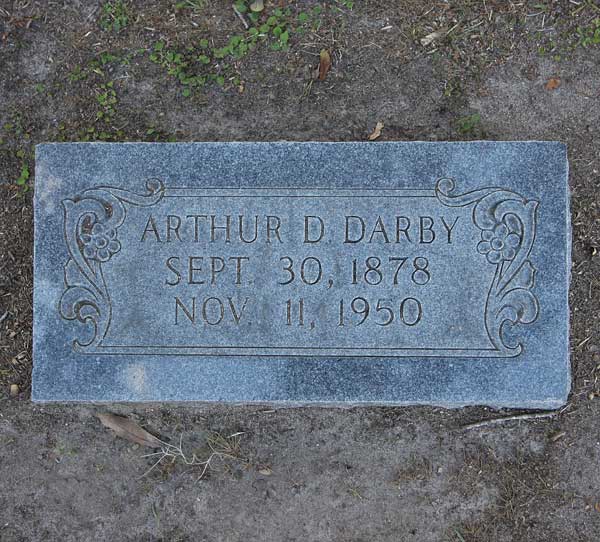 ARTHUR D. DARBY
SEPT. 30, 1878
NOV. 11, 1950